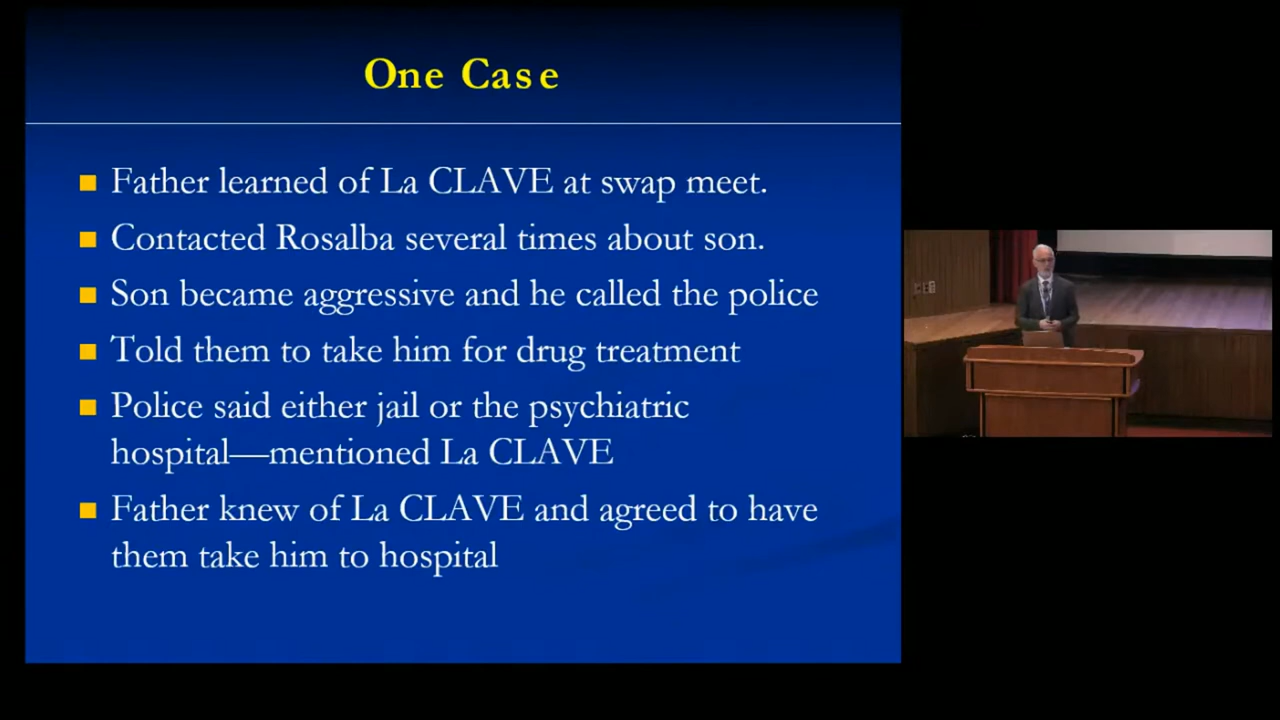 One Case
Father learned of La CLAVE at swap meet.
Contacted Rosalba several times about son.
Son became aggressive and he called the police
Told them to take him for drug treatment
Police said either jail or the psychiatric
hospital—mentioned La CLAVE
Father knew of La CLAVE and agreed to have
them take him to hospital